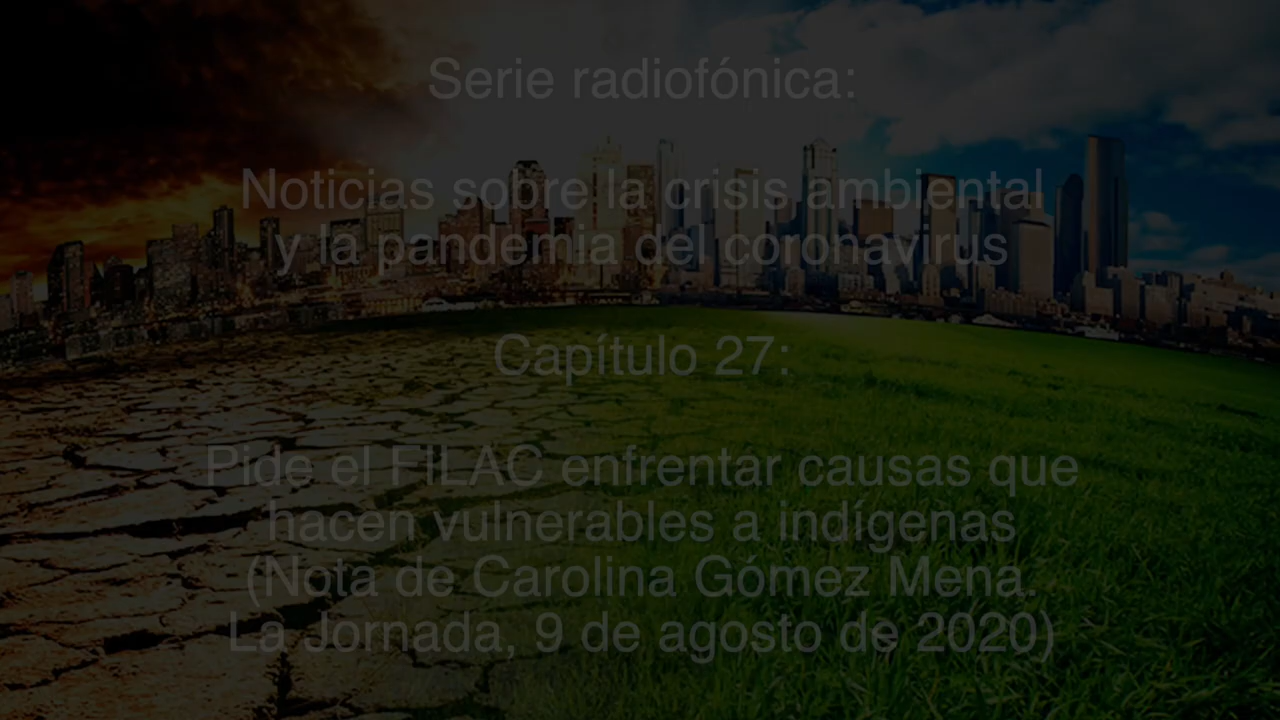 Serie radiofónica:
Noticias sobre la crisis ambiental
y la pandemia de coronavirus
Capítulo 27:
Pide el FILAC enfrentar causas que
hacen vulnerables a indígenas
(Nota de Carolina Gómez Mena.
La Jornada, 9 de agosto de 2020)